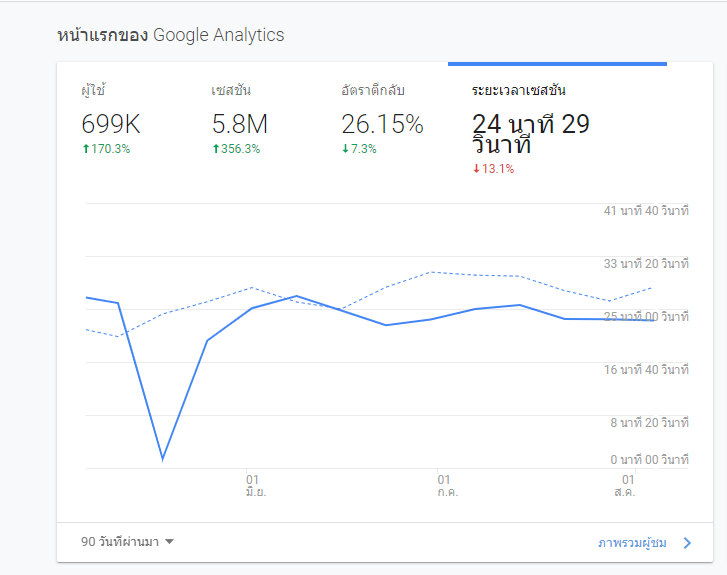 หน้าแรกของ Google Analytics
ผู้ใช้
699K
170.3%
เซสชัน
5.8M
356.3%
อัตราตีกลับ
26.15%
7.3%
ระยะเวลาเซสชัน
24 นาที 29
วินาที
13.1%
41 นาที 40 วินาที
33 นาที 20 วินาที
25 นาที 00 วินาที
16 นาที 40 วินาที
8 นาที 20 วินาที
0 นาที 00 วินาที
01
มิ.ย.
01
ก.ค.
01
ส.ค.
90 วันที่ผ่านมา
ภาพรวมผู้ชม